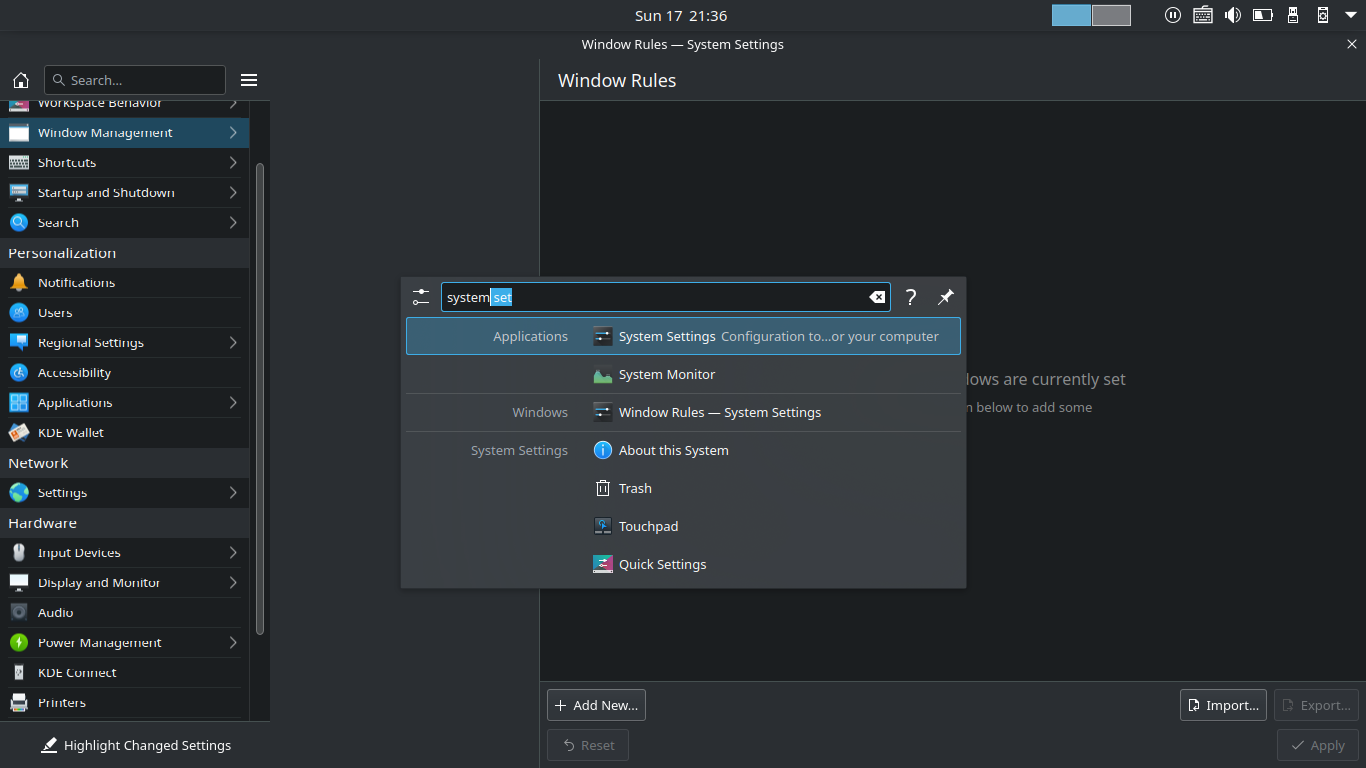 Sun 17 21:36
Window Rules — System Settings
Search...
Window Rules
Workspace Behavior
Window Management
Shortcuts
Startup and Shutdown
Search
Personalization
Notifications
Users
Regional Settings
Accessibility
Applications
KDE Wallet
Network
Settings
Hardware
Input Devices
Display and Monitor
Audio
Power Management
KDE Connect
Printers
Highlight Changed Settings
system set
?
Applications System Settings Configuration to...or your computer
System Monitor
Windows Window Rules — System Settings
System Settings About this System
Trash
Touchpad
Quick Settings
are currently set
below to add some
Add New...
Import...
Export...
Reset
Apply